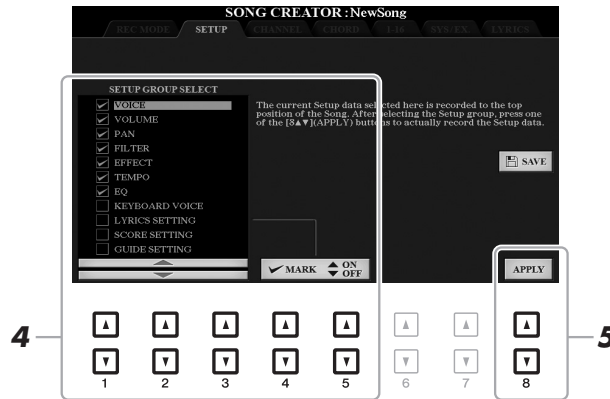 SONG CREATOR : NewSong
REC MODE SETUP CHANNEL CHORD 1-16 SYS/EX. LYRICS
SETUP GROUP SELECT
VOICE
VOLUME
PAN
FILTER
EFFECT
TEMPO
EQ
KEYBOARD VOICE
LYRICS SETTING
SCORE SETTING
GUIDE SETTING
The current Setup data selected here is recorded to the top
position of the Song. After selecting the Setup group, press one
of the [8▲▼](APPLY) buttons to actually record the Setup data.
SAVE
MARK ON
OFF
APPLY
4
5
1 2 3 4 5 6 7 8